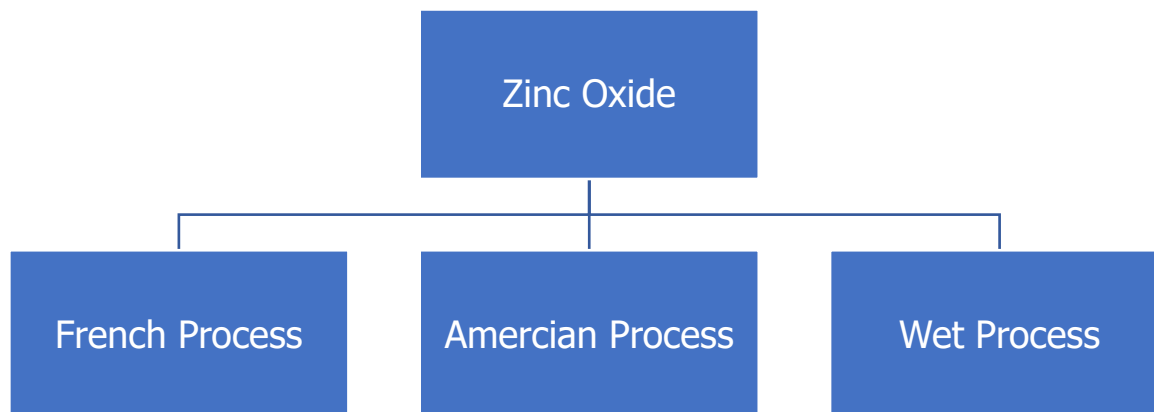 Zinc Oxide
French Process
Amercian Process
Wet Process